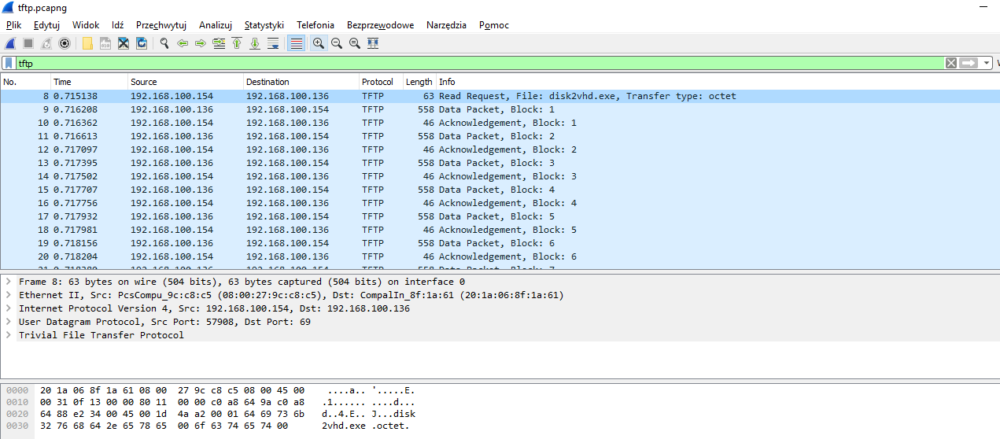 tftp.pcapng
Plik Edytuj Widok Idź Przechwytuj Analizuj Statystyki Telefonia Bezprzewodowe Narzędzia Pomoc
tftp
No. Time Source Destination Protocol Length Info
8 0.715138 192.168.100.154 192.168.100.136 TFTP 63 Read Request, File: disk2vhd.exe, Transfer type: octet
9 0.716208 192.168.100.136 192.168.100.154 TFTP 558 Data Packet, Block: 1
10 0.716362 192.168.100.154 192.168.100.136 TFTP 46 Acknowledgement, Block: 1
11 0.716613 192.168.100.136 192.168.100.154 TFTP 558 Data Packet, Block: 2
12 0.717097 192.168.100.154 192.168.100.136 TFTP 46 Acknowledgement, Block: 2
13 0.717395 192.168.100.136 192.168.100.154 TFTP 558 Data Packet, Block: 3
14 0.717502 192.168.100.154 192.168.100.136 TFTP 46 Acknowledgement, Block: 3
15 0.717707 192.168.100.136 192.168.100.154 TFTP 558 Data Packet, Block: 4
16 0.717756 192.168.100.154 192.168.100.136 TFTP 46 Acknowledgement, Block: 4
17 0.717932 192.168.100.136 192.168.100.154 TFTP 558 Data Packet, Block: 5
18 0.717981 192.168.100.154 192.168.100.136 TFTP 46 Acknowledgement, Block: 5
19 0.718156 192.168.100.136 192.168.100.154 TFTP 558 Data Packet, Block: 6
20 0.718204 192.168.100.154 192.168.100.136 TFTP 46 Acknowledgement, Block: 6
Frame 8: 63 bytes on wire (504 bits), 63 bytes captured (504 bits) on interface 0
Ethernet II, Src: PcsCompu_9c:c8:c5 (08:00:27:9c:c8:c5), Dst: CompalIn_8f:1a:61 (20:1a:06:8f:1a:61)
Internet Protocol Version 4, Src: 192.168.100.154, Dst: 192.168.100.136
User Datagram Protocol, Src Port: 57908, Dst Port: 69
Trivial File Transfer Protocol
0000 20 1a 06 8f 1a 61 08 00 27 9c c8 c5 08 00 45 00 ....a.. '.....E.
0010 00 31 0f 13 00 00 80 11 00 00 c0 a8 64 9a c0 a8 .1...... ....d...
0020 64 88 e2 34 00 45 00 1d 4a a2 00 01 64 69 73 6b d..4.E.. J...disk
0030 32 76 68 64 2e 65 78 65 00 6f 63 74 65 74 00 2vhd.exe .octet.